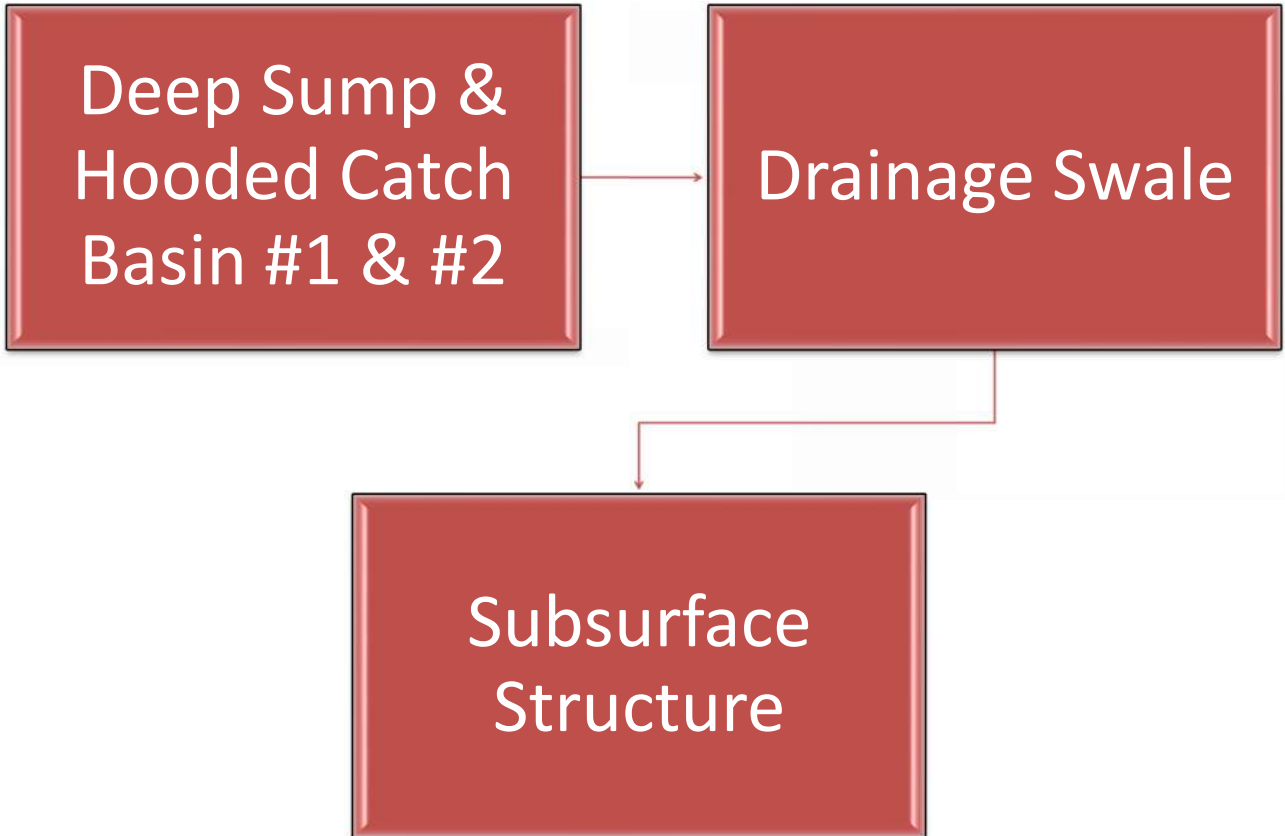 Deep Sump &
Hooded Catch
Basin #1 & #2
Drainage Swale
Subsurface
Structure